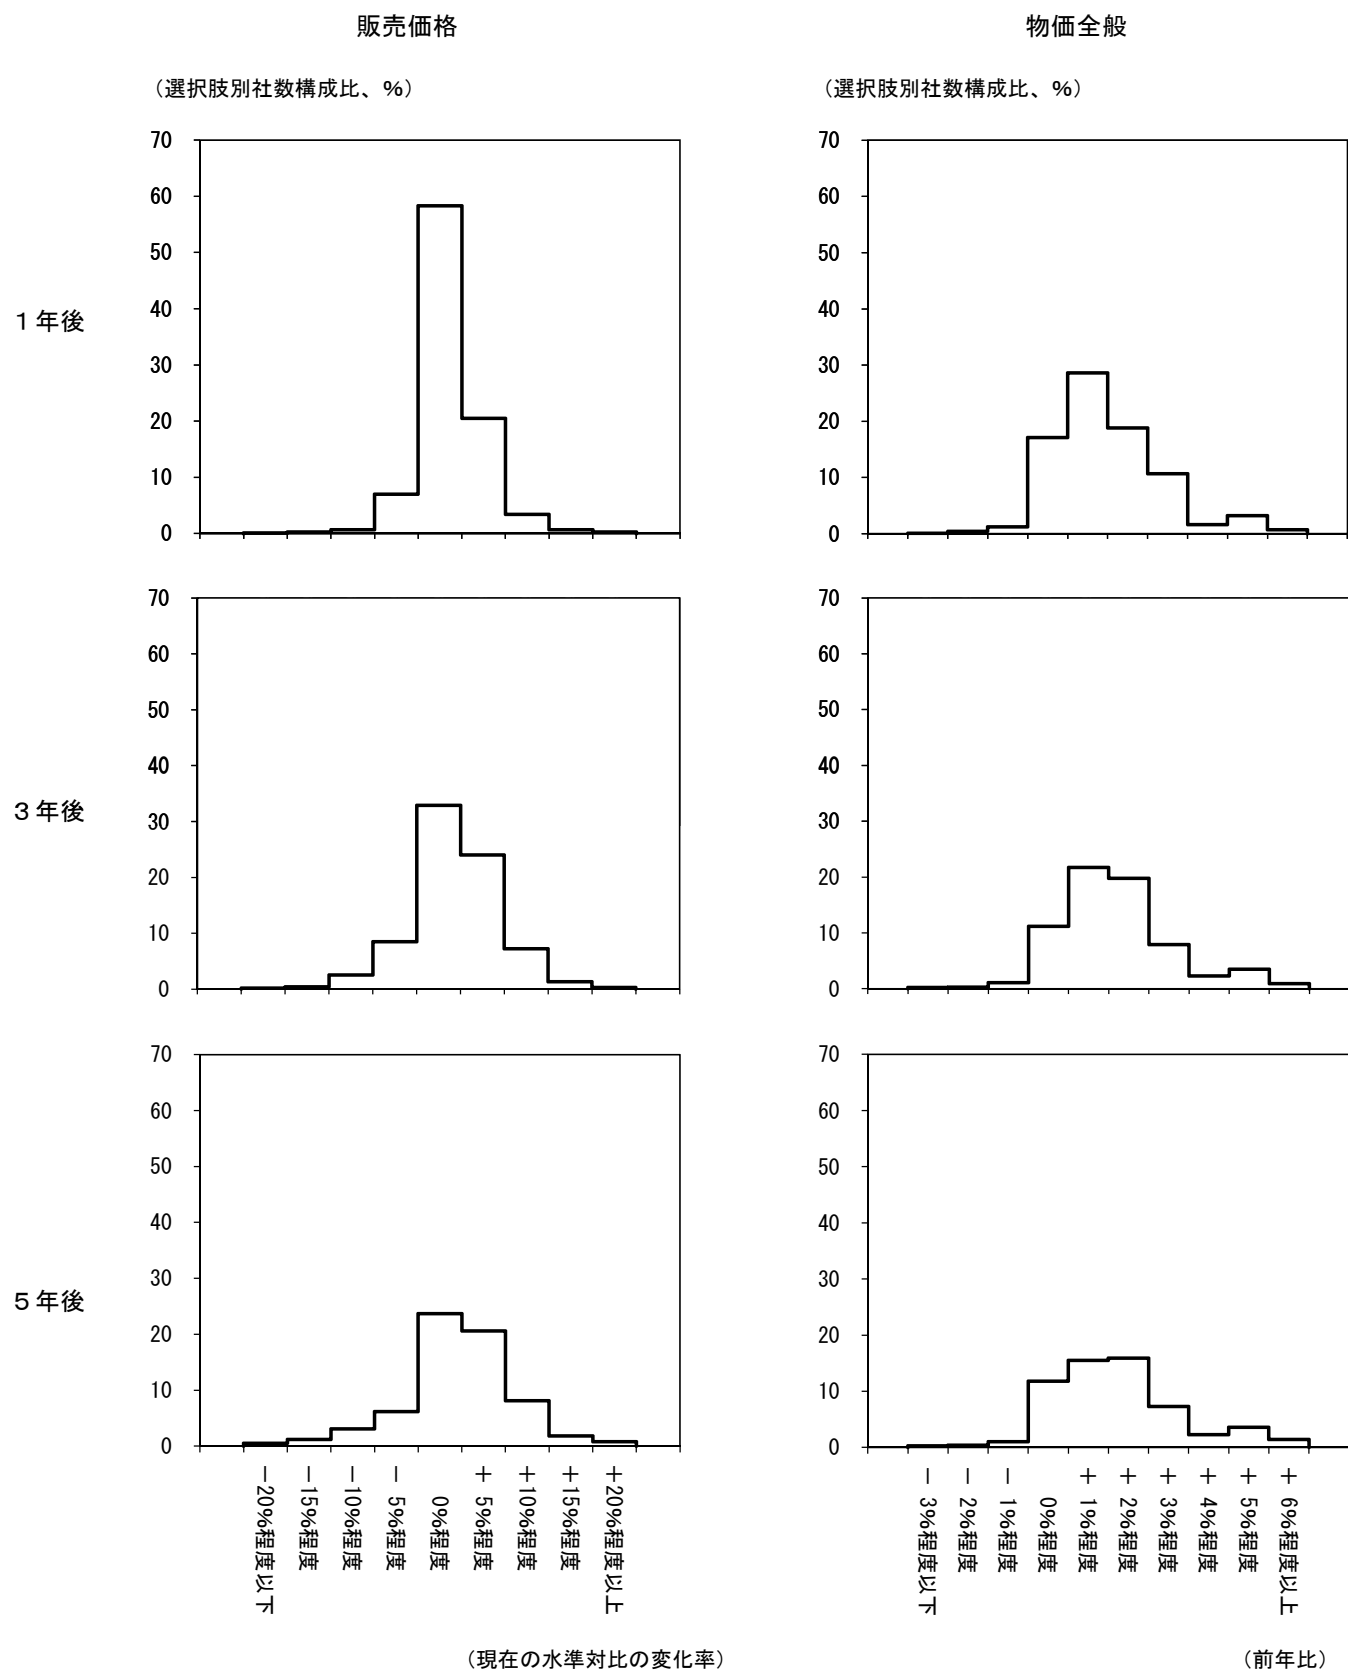 販売価格
物価全般
（選択肢別社数構成比、%）
（選択肢別社数構成比、%）
1年後
70
60
50
40
30
20
10
0
70
60
50
40
30
20
10
0
3年後
70
60
50
40
30
20
10
0
70
60
50
40
30
20
10
0
5年後
70
60
50
40
30
20
10
0
70
60
50
40
30
20
10
0
－20%程度以下
－15%程度
－10%程度
－ 5%程度
0%程度
＋ 5%程度
＋10%程度
＋15%程度
＋20%程度以上
－ 3%程度以下
－ 2%程度
－ 1%程度
0%程度
＋ 1%程度
＋ 2%程度
＋ 3%程度
＋ 4%程度
＋ 5%程度
＋ 6%程度以上
（現在の水準対比の変化率）
（前年比）